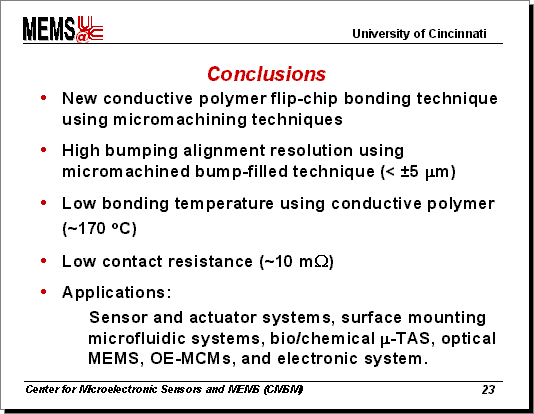 MEMS@UC
University of Cincinnati
Conclusions
• New conductive polymer flip-chip bonding technique
using micromachining techniques
• High bumping alignment resolution using
micromachined bump-filled technique (< ±5 μm)
• Low bonding temperature using conductive polymer
(~170 ºC)
• Low contact resistance (~10 mΩ)
• Applications:
Sensor and actuator systems, surface mounting
microfluidic systems, bio/chemical μ-TAS, optical
MEMS, OE-MCMs, and electronic system.
Center for Microelectronic Sensors and MEMS (CMSM)
23